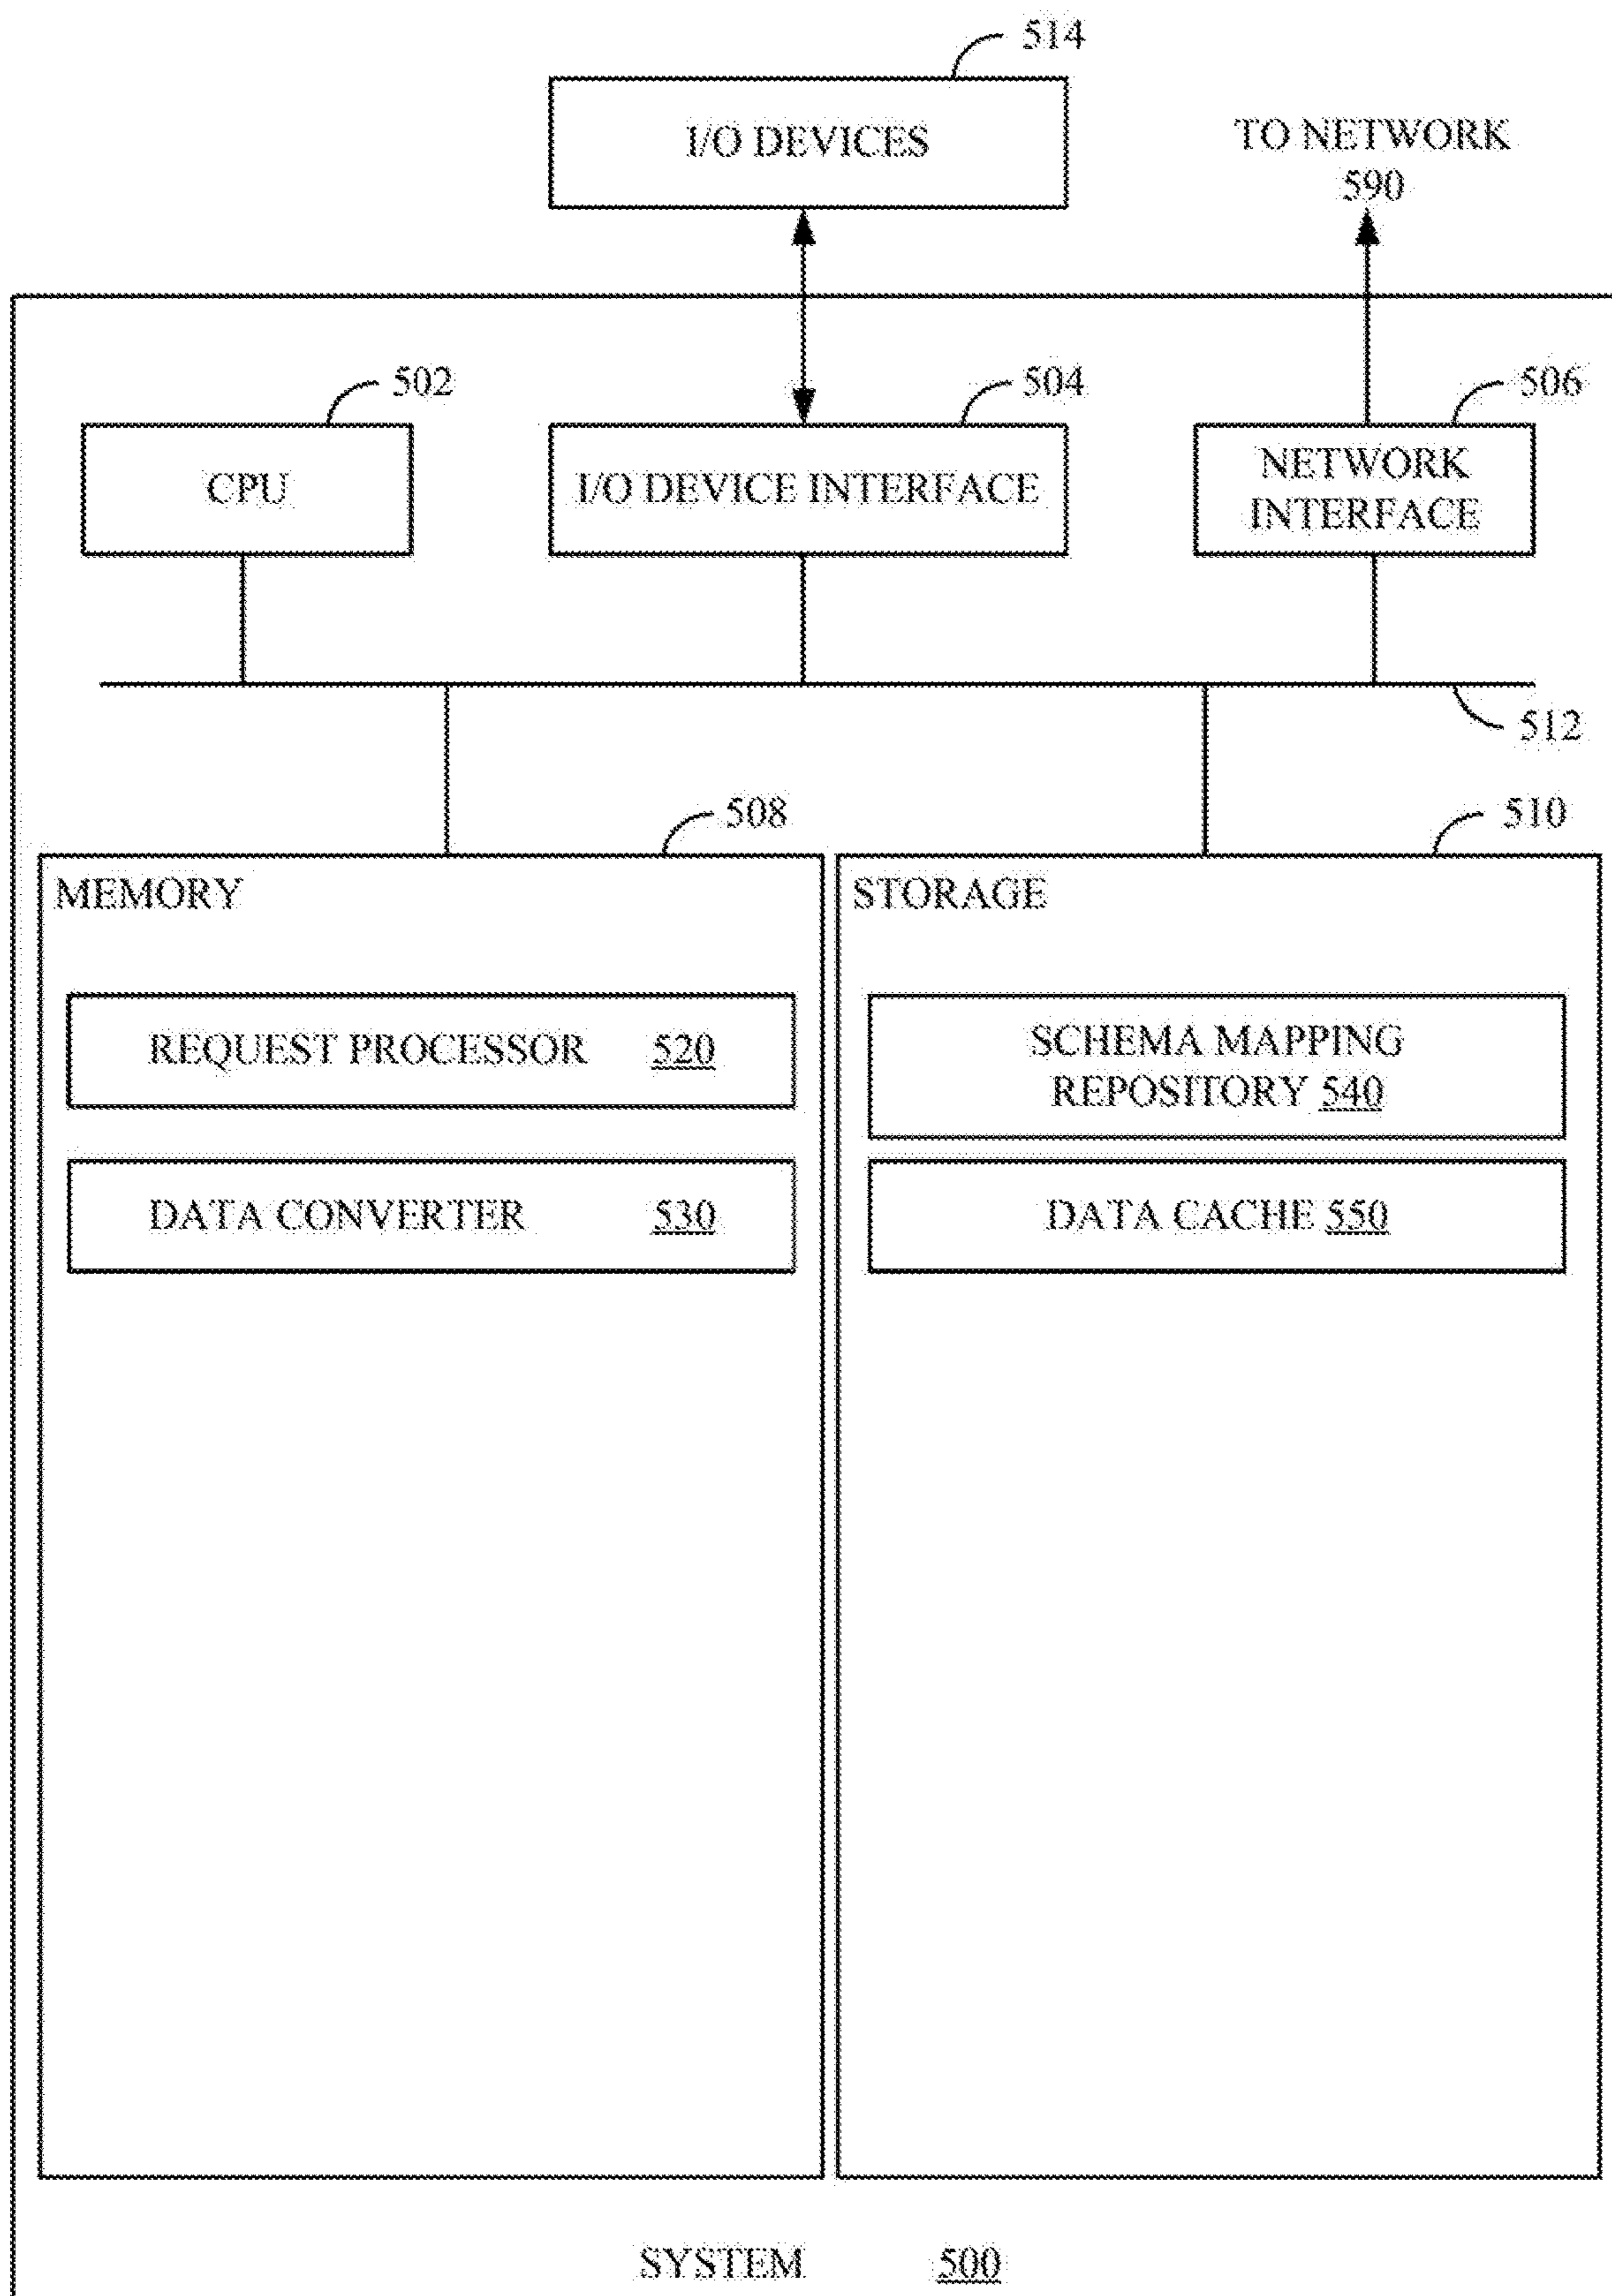 514
I/O DEVICES
TO NETWORK
590
502
504
506
CPU
I/O DEVICE INTERFACE
NETWORK
INTERFACE
512
508
510
MEMORY
STORAGE
REQUEST PROCESSOR 520
SCHEMA MAPPING
REPOSITORY 540
DATA CONVERTER 530
DATA CACHE 550
SYSTEM 500